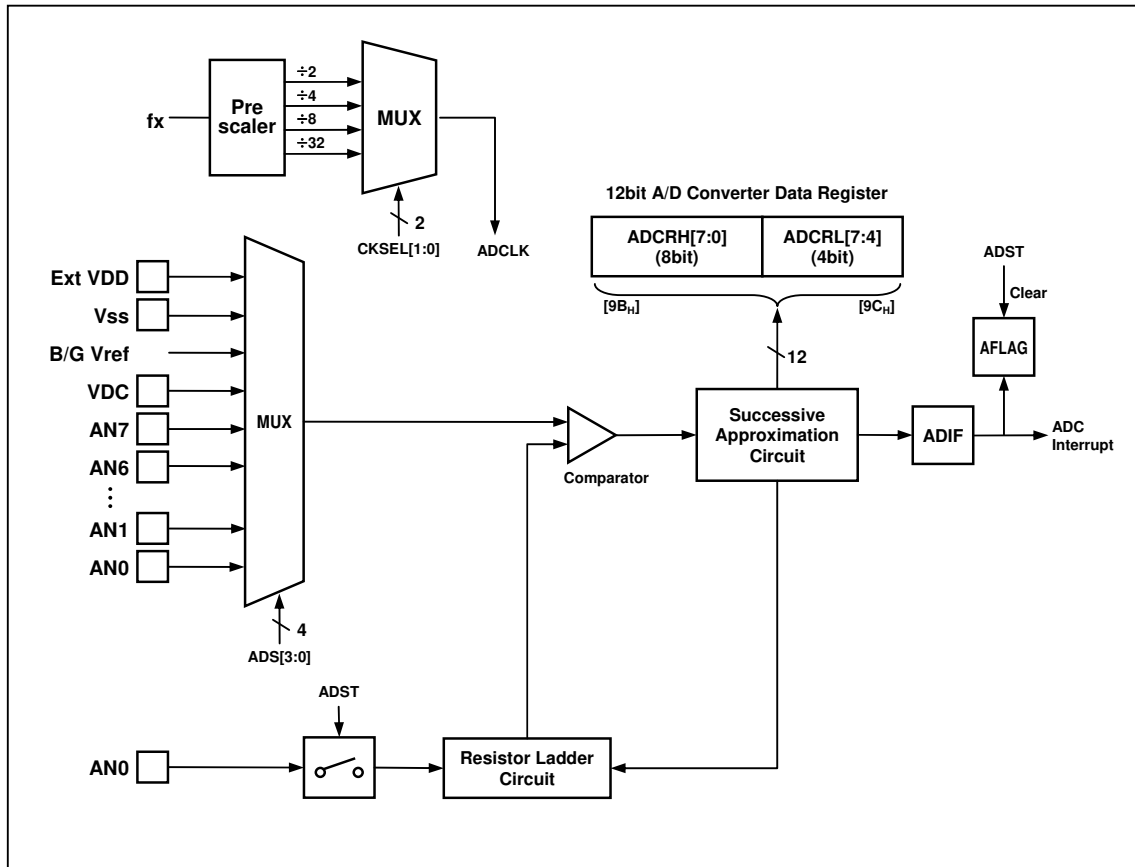 fx
Pre
scaler
÷2
÷4
÷8
÷32
MUX
2
CKSEL[1:0]
ADCLK
12bit A/D Converter Data Register
ADCRH[7:0]
(8bit)
ADCRL[7:4]
(4bit)
[9BH]
[9CH]
ADST
Clear
AFLAG
12
Ext VDD
Vss
B/G Vref
VDC
AN7
AN6
⋮
AN1
AN0
MUX
4
ADS[3:0]
Comparator
Successive
Approximation
Circuit
ADIF
ADC
Interrupt
ADST
AN0
Resistor Ladder
Circuit